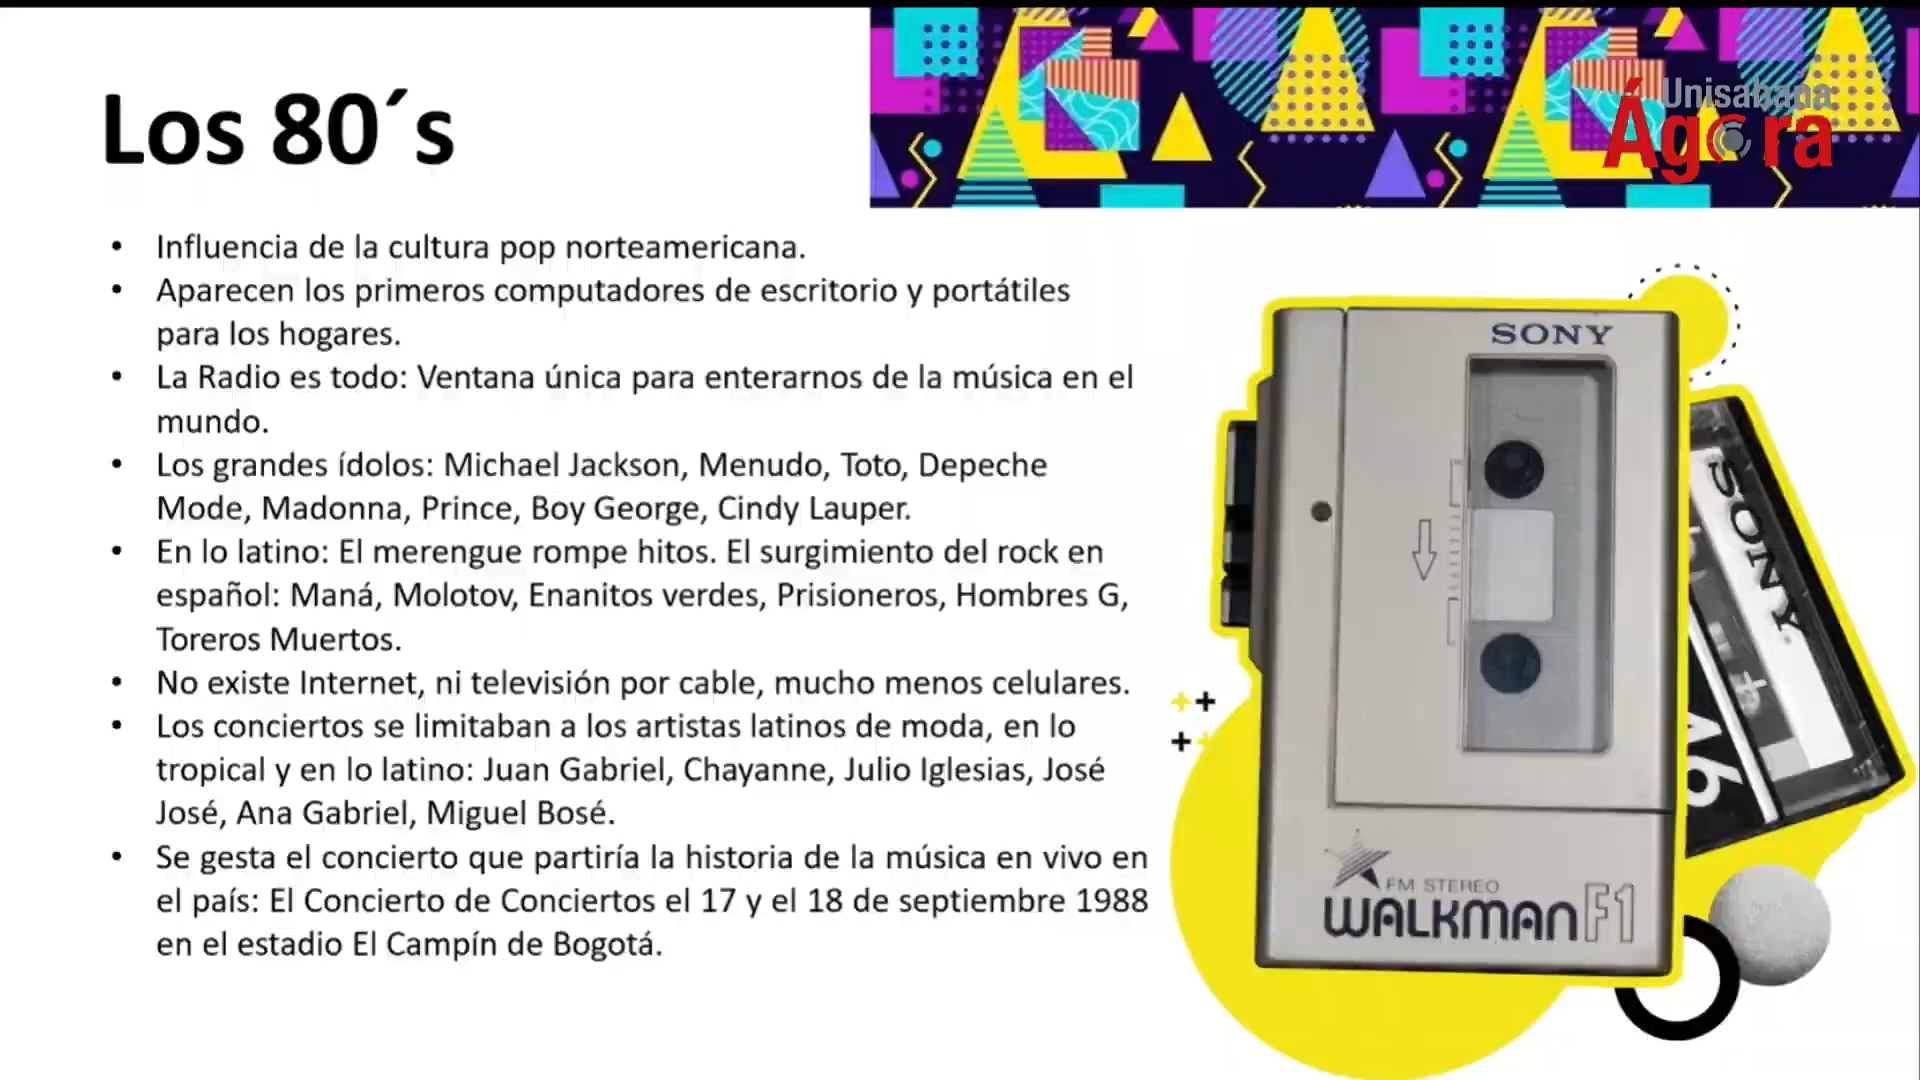 Unisabana
Ágora
Los 80´s
• Influencia de la cultura pop norteamericana.
• Aparecen los primeros computadores de escritorio y portátiles
para los hogares.
• La Radio es todo: Ventana única para enterarnos de la música en el
mundo.
• Los grandes ídolos: Michael Jackson, Menudo, Toto, Depeche
Mode, Madonna, Prince, Boy George, Cindy Lauper.
• En lo latino: El merengue rompe hitos. El surgimiento del rock en
español: Maná, Molotov, Enanitos verdes, Prisioneros, Hombres G,
Toreros Muertos.
• No existe Internet, ni televisión por cable, mucho menos celulares.
• Los conciertos se limitaban a los artistas latinos de moda, en lo
tropical y en lo latino: Juan Gabriel, Chayanne, Julio Iglesias, José
José, Ana Gabriel, Miguel Bosé.
• Se gesta el concierto que partiría la historia de la música en vivo en
el país: El Concierto de Conciertos el 17 y el 18 de septiembre 1988
en el estadio El Campín de Bogotá.
SONY
FM STEREO
WALKMAN F1
SONY
46